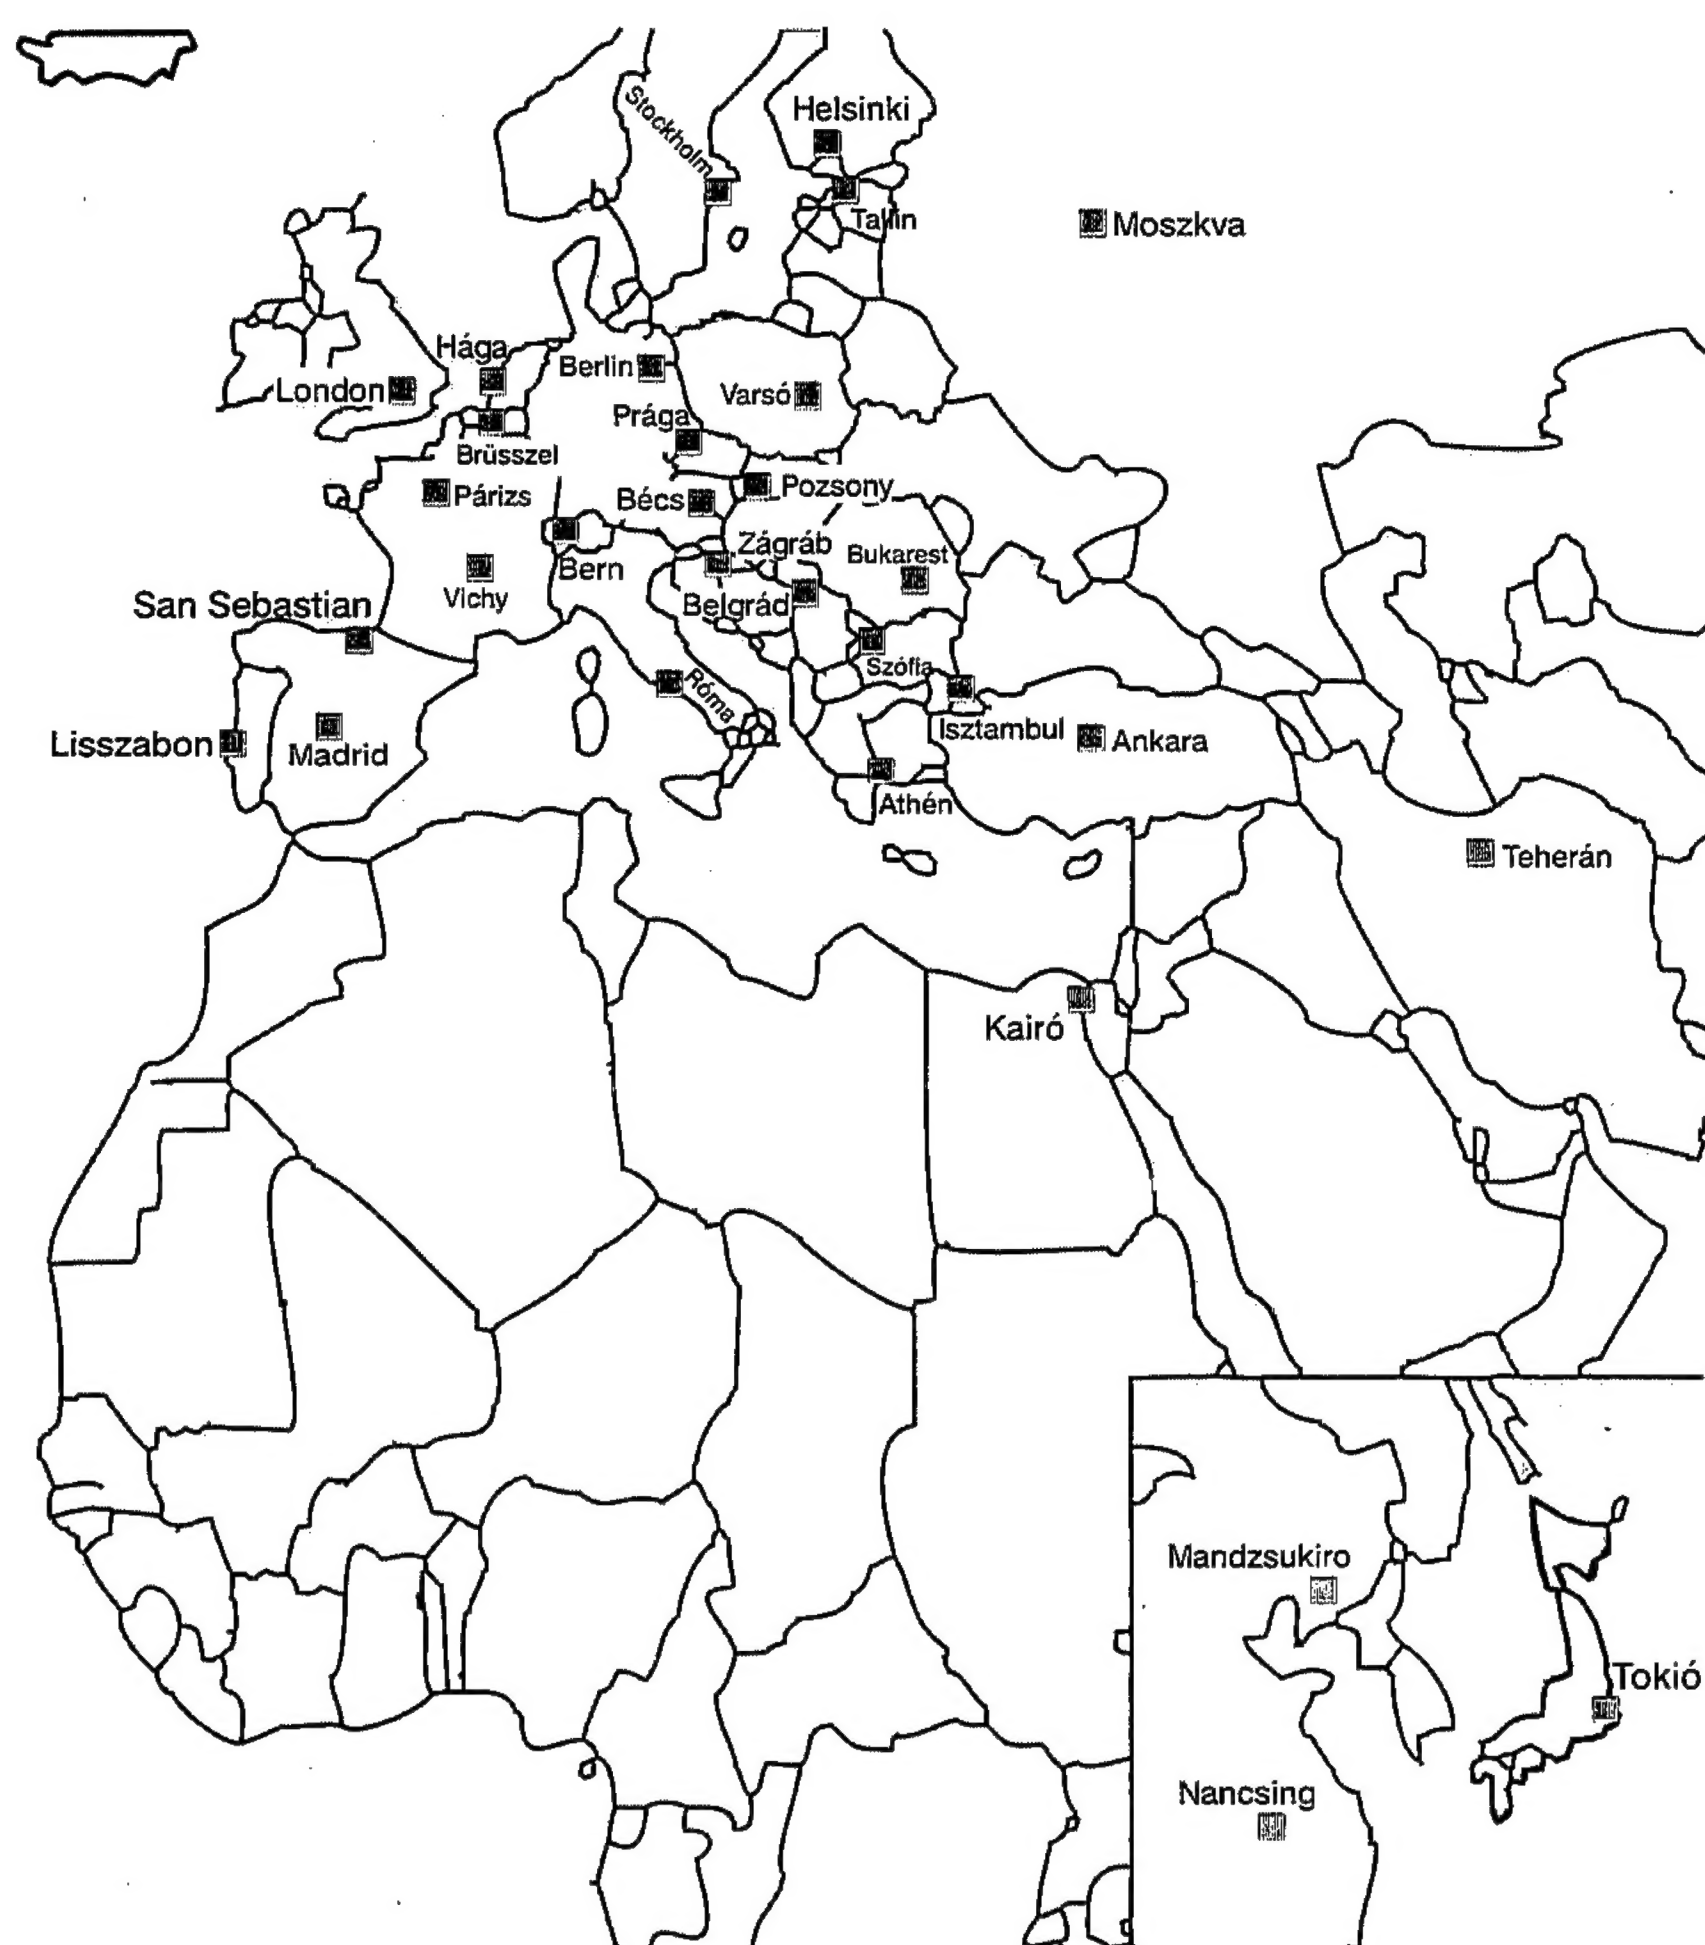 Stockholm
Helsinki
Tallin
Moszkva
Hága
Berlin
London
Varsó
Prága
Brüsszel
Párizs
Bécs
Pozsony
Zágráb
Bukarest
Bern
Vichy
San Sebastian
Belgrád
Szófia
Róma
Lisszabon
Madrid
Isztambul
Ankara
Athén
Teherán
Kairó
Mandzsukiro
Tokió
Nancsing